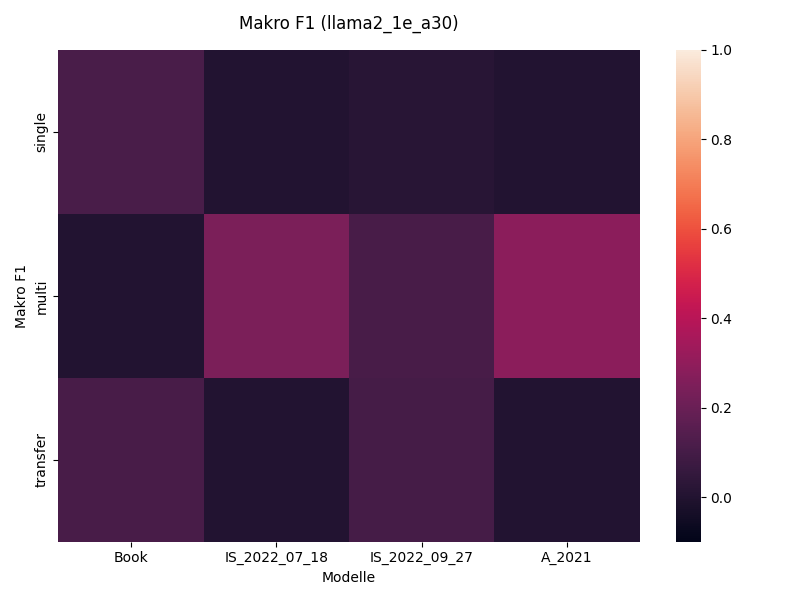 Makro F1 (llama2_1e_a30)
Makro F1
single
multi
transfer
Book
IS_2022_07_18
IS_2022_09_27
A_2021
Modelle
1.0
0.8
0.6
0.4
0.2
0.0